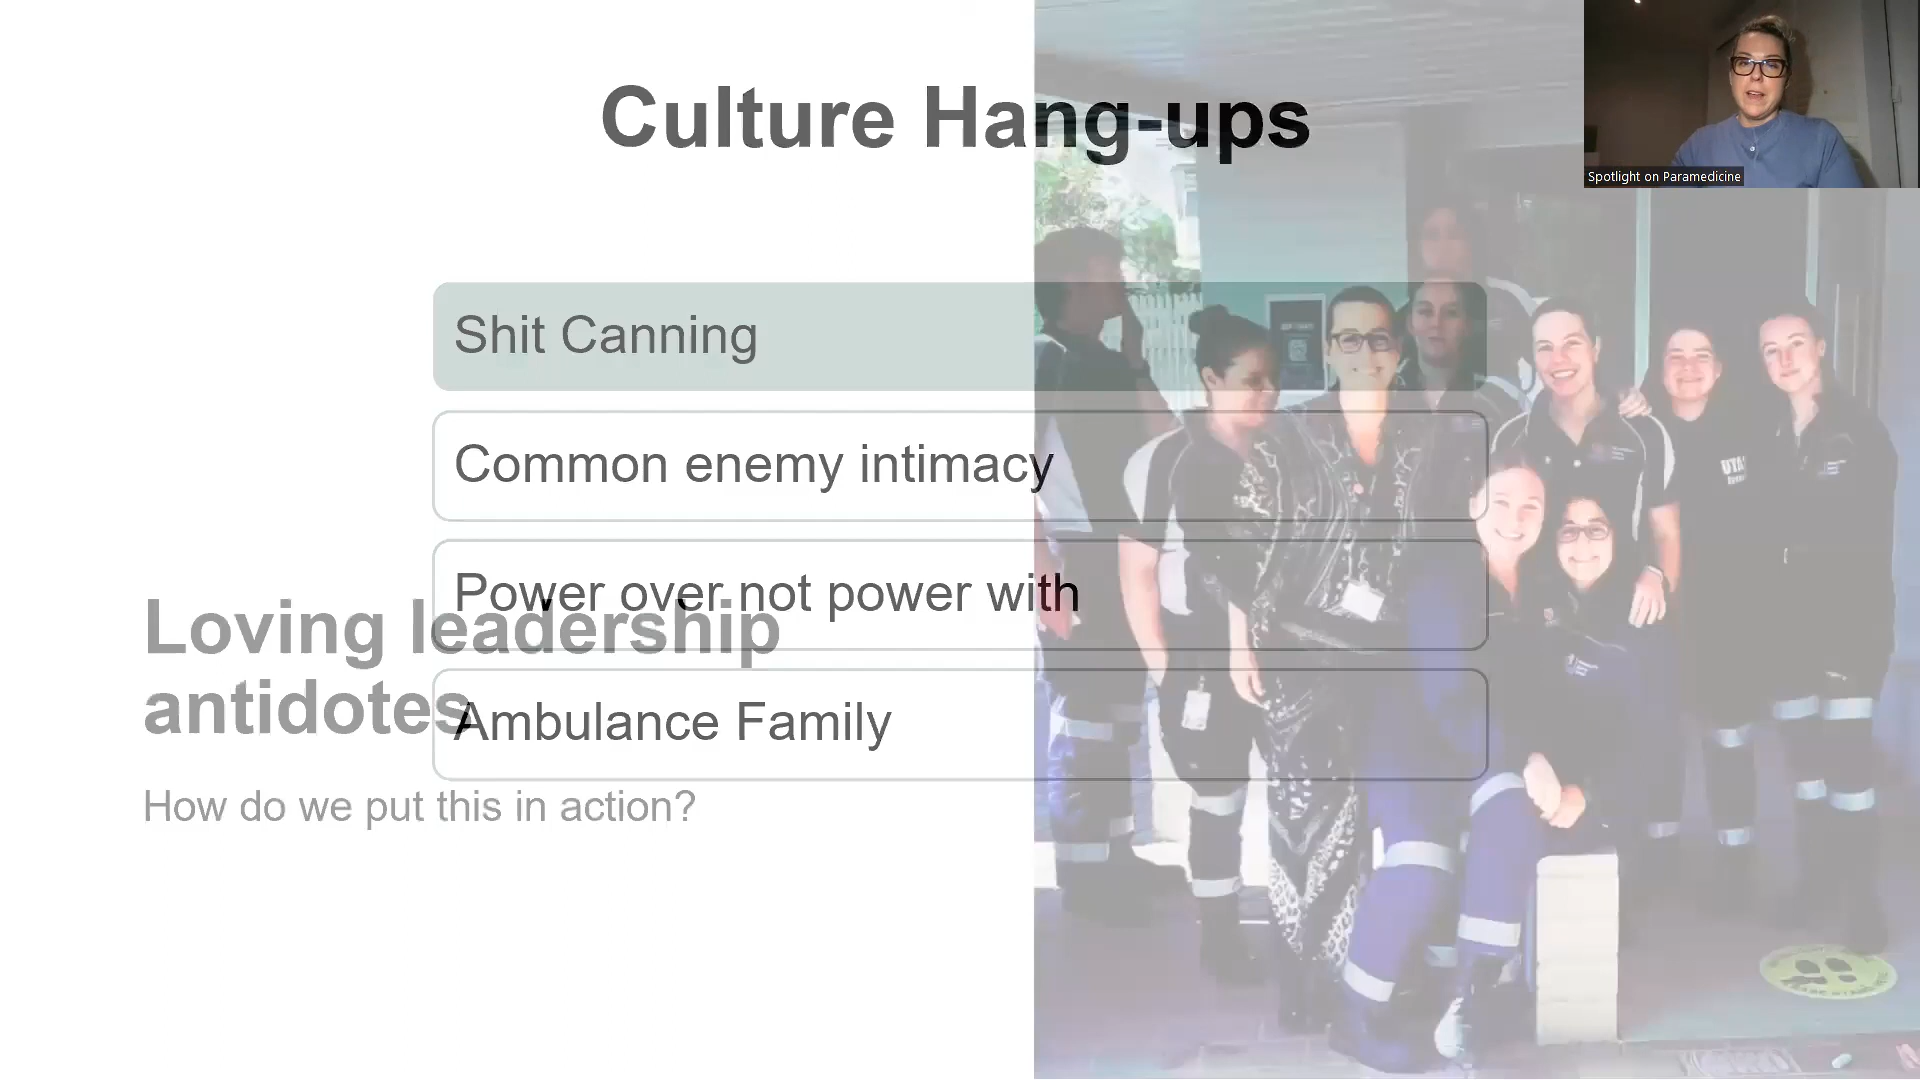 Culture Hang-ups
Spotlight on Paramedicine
Shit Canning
Common enemy intimacy
Power over not power with
Loving leadership
antidotes
Ambulance Family
How do we put this in action?
UTA